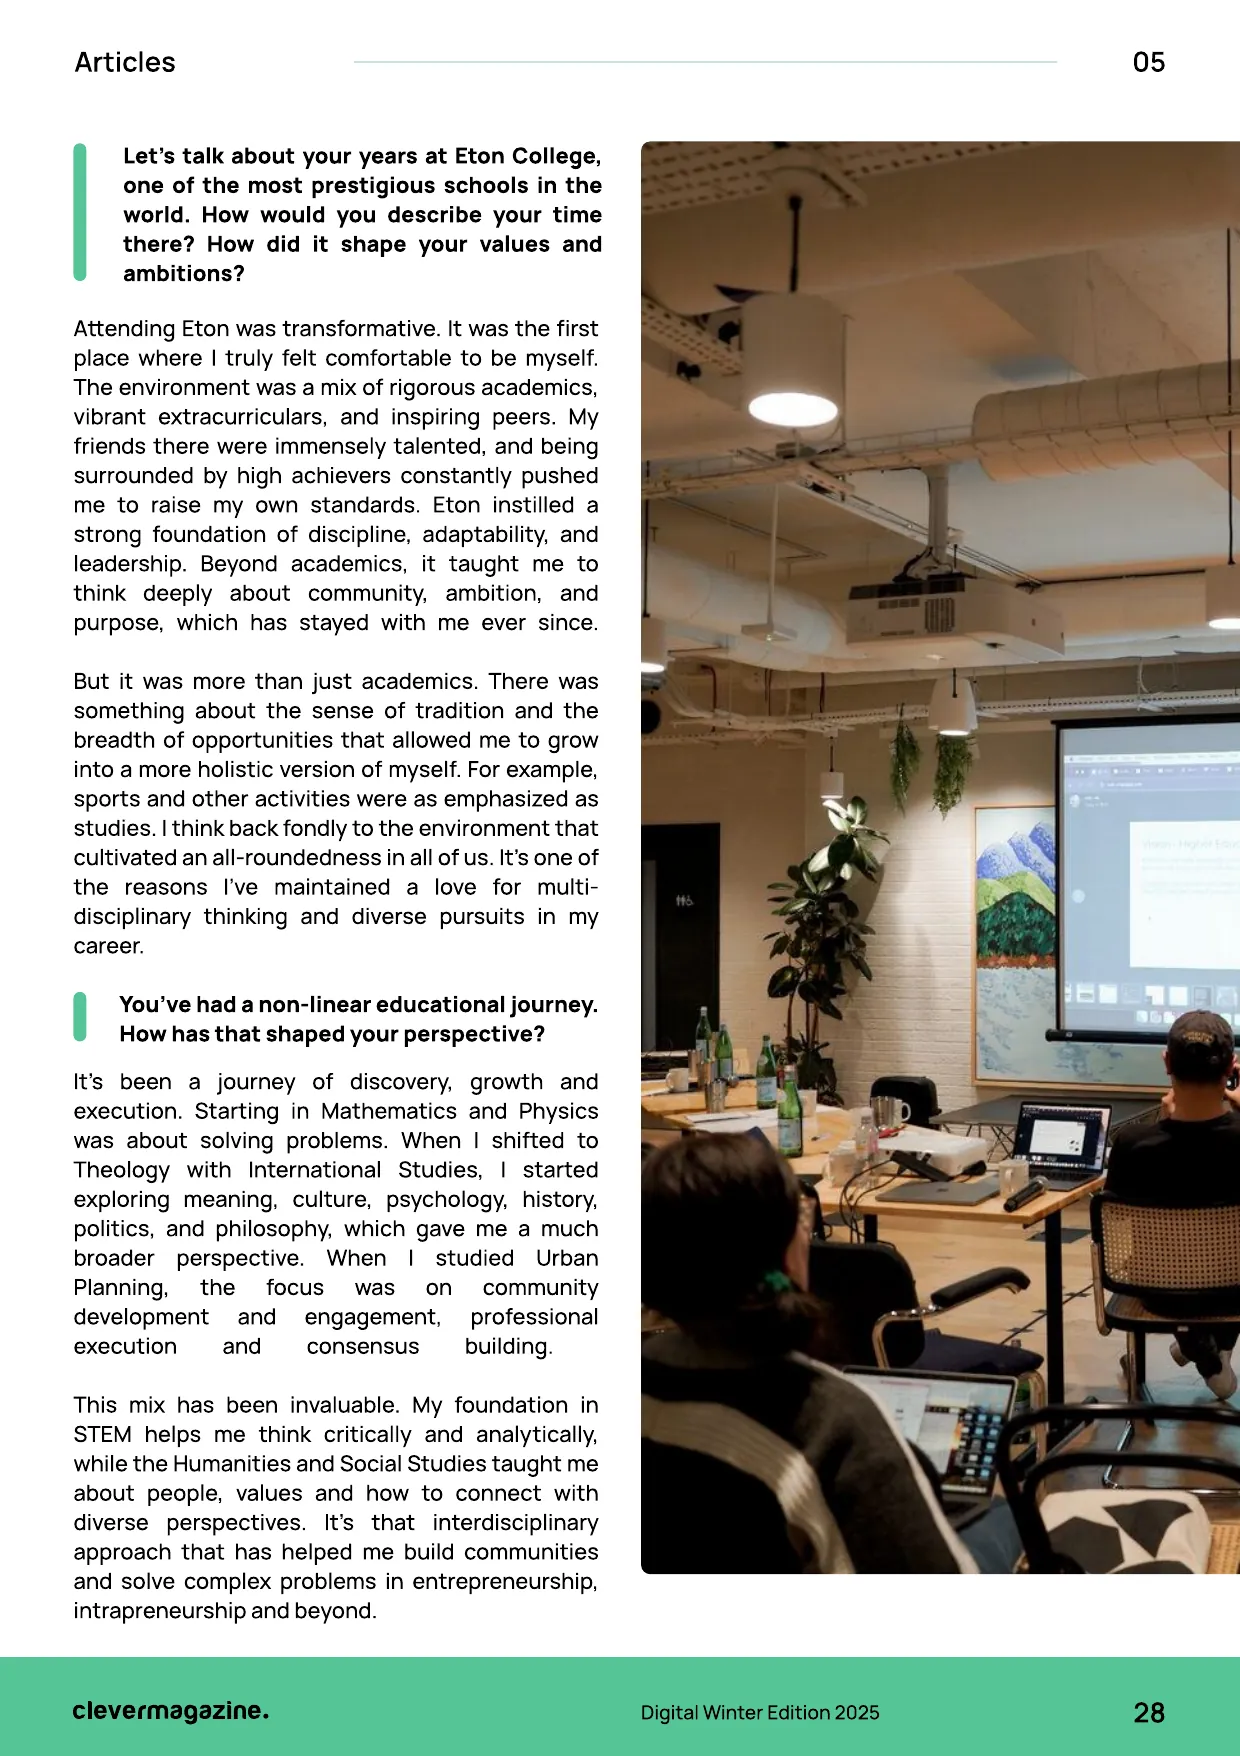 Articles
05
Let's talk about your years at Eton College,
one of the most prestigious schools in the
world. How would you describe your time
there? How did it shape your values and
ambitions?
Attending Eton was transformative. It was the first
place where I truly felt comfortable to be myself.
The environment was a mix of rigorous academics,
vibrant extracurriculars, and inspiring peers. My
friends there were immensely talented, and being
surrounded by high achievers constantly pushed
me to raise my own standards. Eton instilled a
strong foundation of discipline, adaptability, and
leadership. Beyond academics, it taught me to
think deeply about community, ambition, and
purpose, which has stayed with me ever since.
But it was more than just academics. There was
something about the sense of tradition and the
breadth of opportunities that allowed me to grow
into a more holistic version of myself. For example,
sports and other activities were as emphasized as
studies. I think back fondly to the environment that
cultivated an all-roundedness in all of us. It's one of
the reasons I've maintained a love for multi-
disciplinary thinking and diverse pursuits in my
career.
You've had a non-linear educational journey.
How has that shaped your perspective?
It's been a journey of discovery, growth and
execution. Starting in Mathematics and Physics
was about solving problems. When I shifted to
Theology with International Studies, I started
exploring meaning, culture, psychology, history,
politics, and philosophy, which gave me a much
broader perspective. When I studied Urban
Planning, the focus was on community
development and engagement, professional
execution and consensus building.
This mix has been invaluable. My foundation in
STEM helps me think critically and analytically,
while the Humanities and Social Studies taught me
about people, values and how to connect with
diverse perspectives. It's that interdisciplinary
approach that has helped me build communities
and solve complex problems in entrepreneurship,
intrapreneurship and beyond.
clevermagazine.
Digital Winter Edition 2025
28